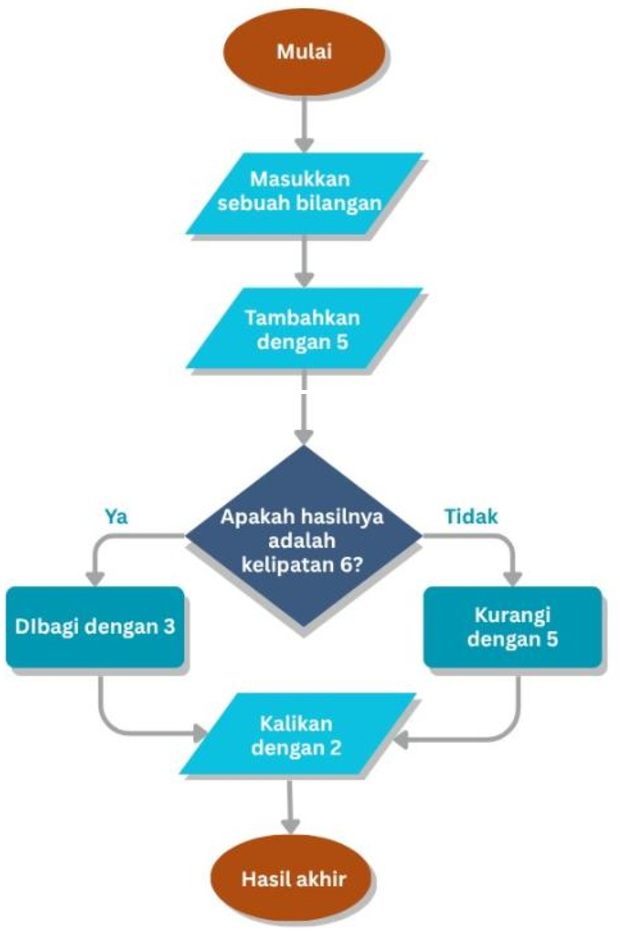 Mulai
Masukkan
sebuah bilangan
Tambahkan
dengan 5
Apakah hasilnya
adalah
kelipatan 6?
Ya
Tidak
DIbagi dengan 3
Kurangi
dengan 5
Kalikan
dengan 2
Hasil akhir